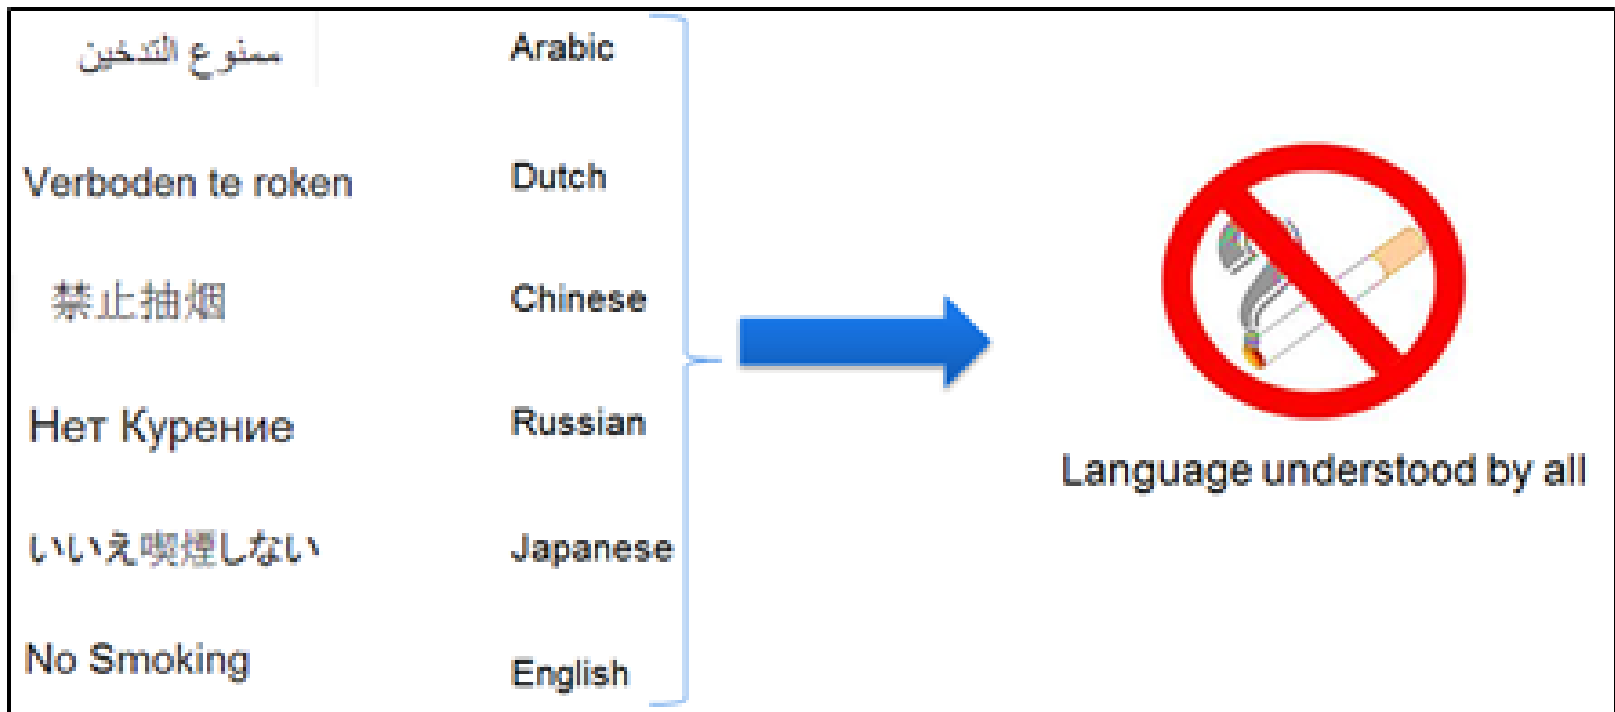 ممنوع التدخين Arabic
Verboden te roken Dutch
禁止抽烟 Chinese
Нет Курение Russian
いいえ喫煙しない Japanese
No Smoking English
Language understood by all